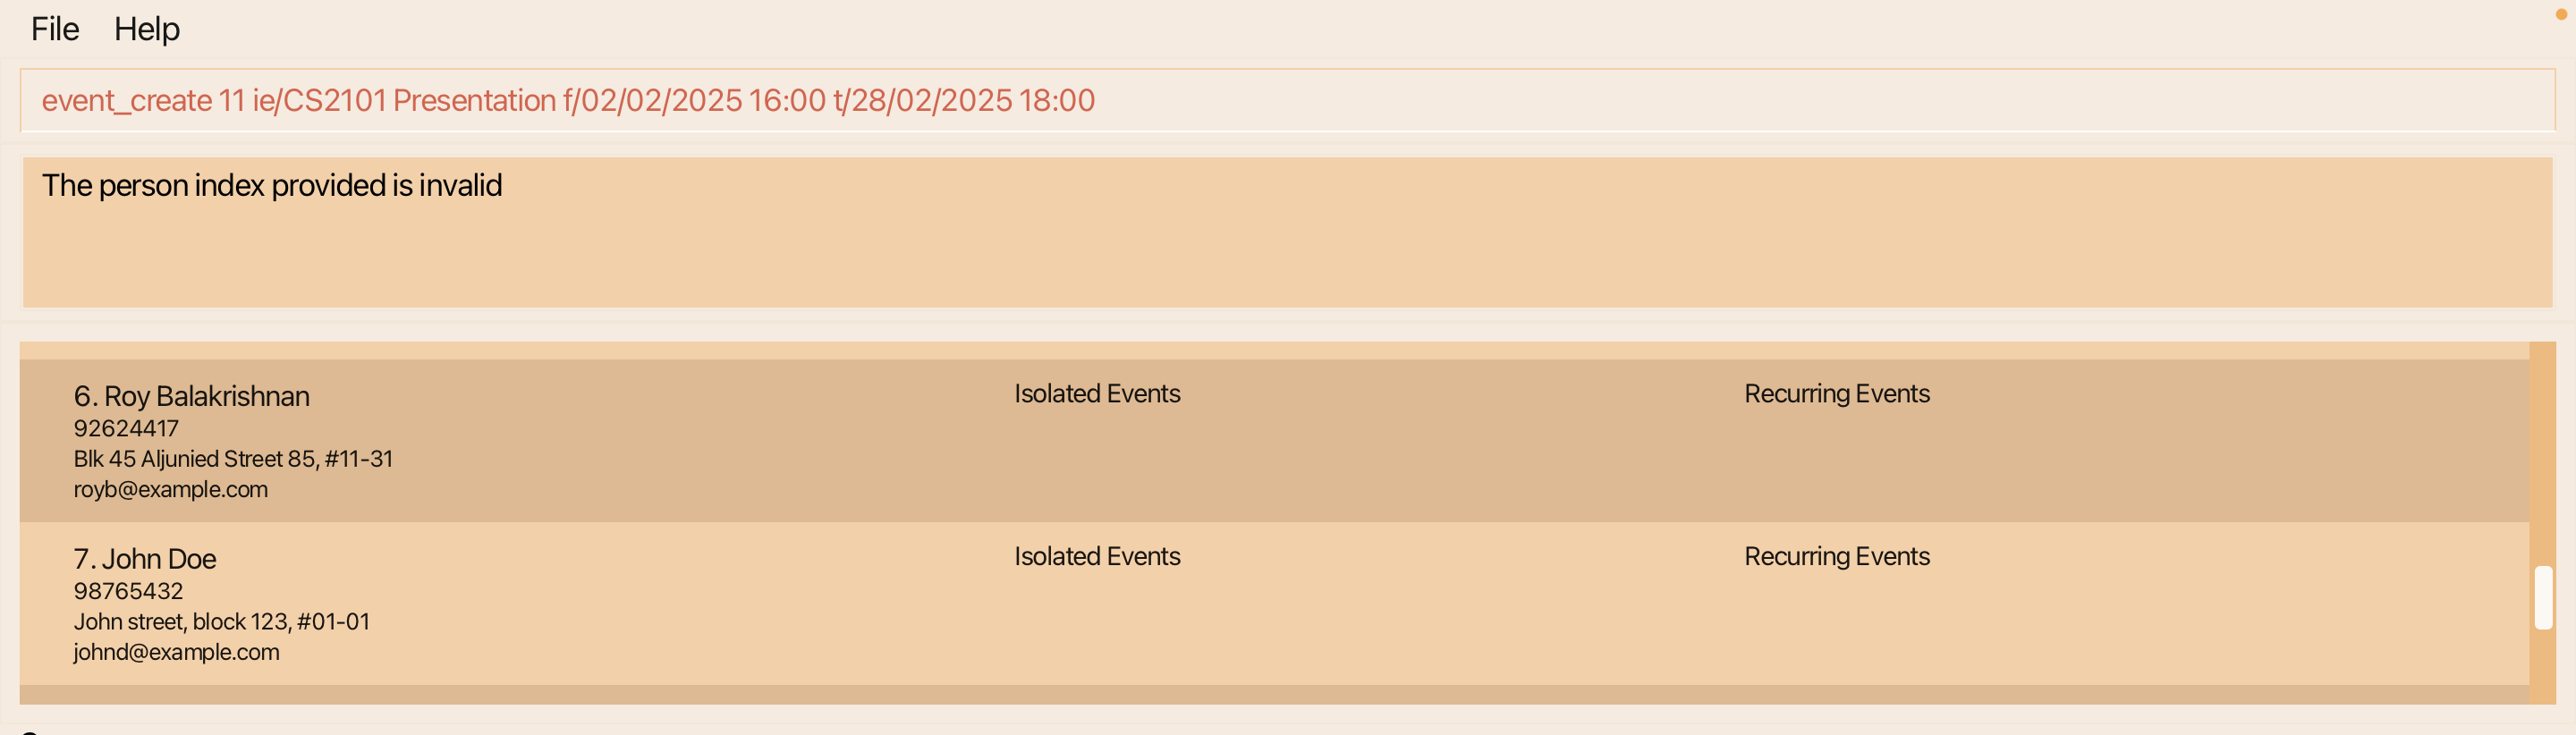 File Help
event_create 11 ie/CS2101 Presentation f/02/02/2025 16:00 t/28/02/2025 18:00
The person index provided is invalid
6. Roy Balakrishnan Isolated Events Recurring Events
92624417
Blk 45 Aljunied Street 85, #11-31
royb@example.com
7. John Doe Isolated Events Recurring Events
98765432
John street, block 123, #01-01
johnd@example.com